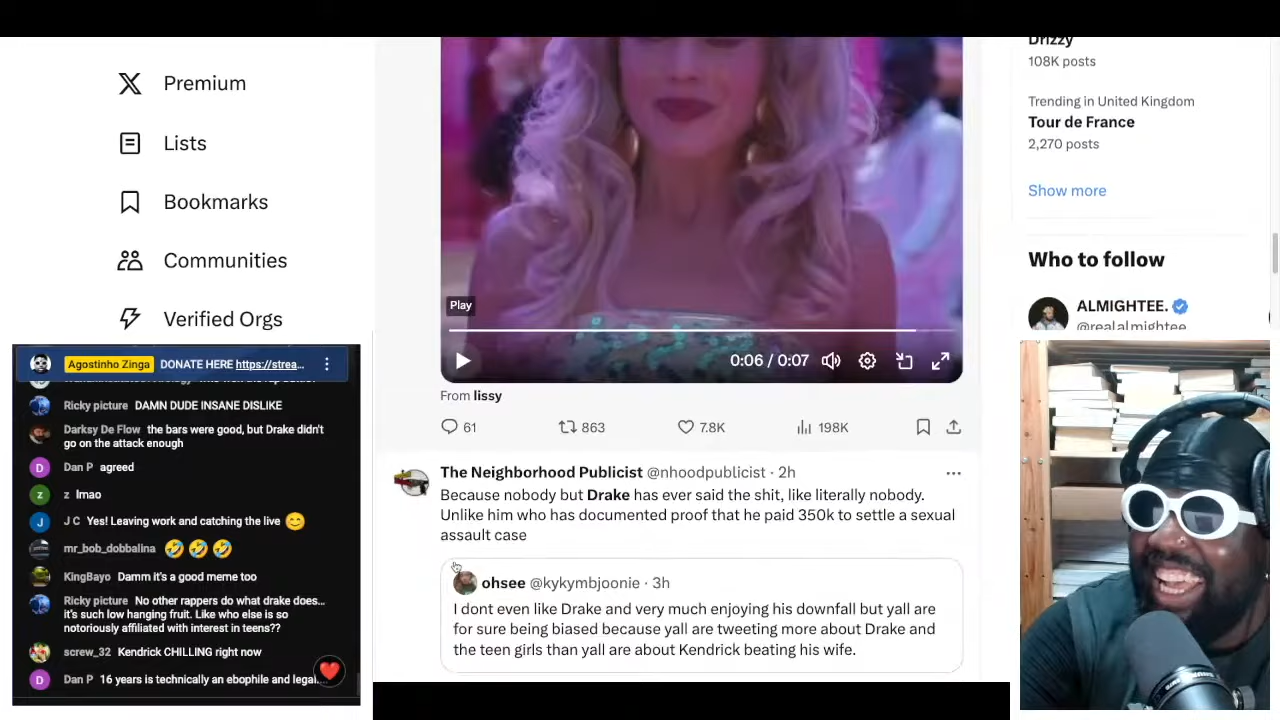 Premium
Lists
Bookmarks
Communities
Verified Orgs
Agostinho Zinga DONATE HERE https://strea...
Ricky picture DAMN DUDE INSANE DISLIKE
Darksy De Flow the bars were good, but Drake didn't
go on the attack enough
Dan P agreed
z lmao
J C Yes! Leaving work and catching the live 😊
mr_bob_dobbalina 🤣🤣🤣
KingBayo Damm it's a good meme too
Ricky picture No other rappers do what drake does...
it's such low hanging fruit. Like who else is so
notoriously affiliated with interest in teens??
screw_32 Kendrick CHILLING right now
Dan P 16 years is technically an ebophile and legal...
Play
0:06 / 0:07
From lissy
61 863 7.8K 198K
The Neighborhood Publicist @nhoodpublicist · 2h
Because nobody but Drake has ever said the shit, like literally nobody.
Unlike him who has documented proof that he paid 350k to settle a sexual
assault case
ohsee @kykymbjoonie · 3h
I dont even like Drake and very much enjoying his downfall but yall are
for sure being biased because yall are tweeting more about Drake and
the teen girls than yall are about Kendrick beating his wife.
Drizzy
108K posts
Trending in United Kingdom
Tour de France
2,270 posts
Show more
Who to follow
ALMIGHTEE.
@realalmightee